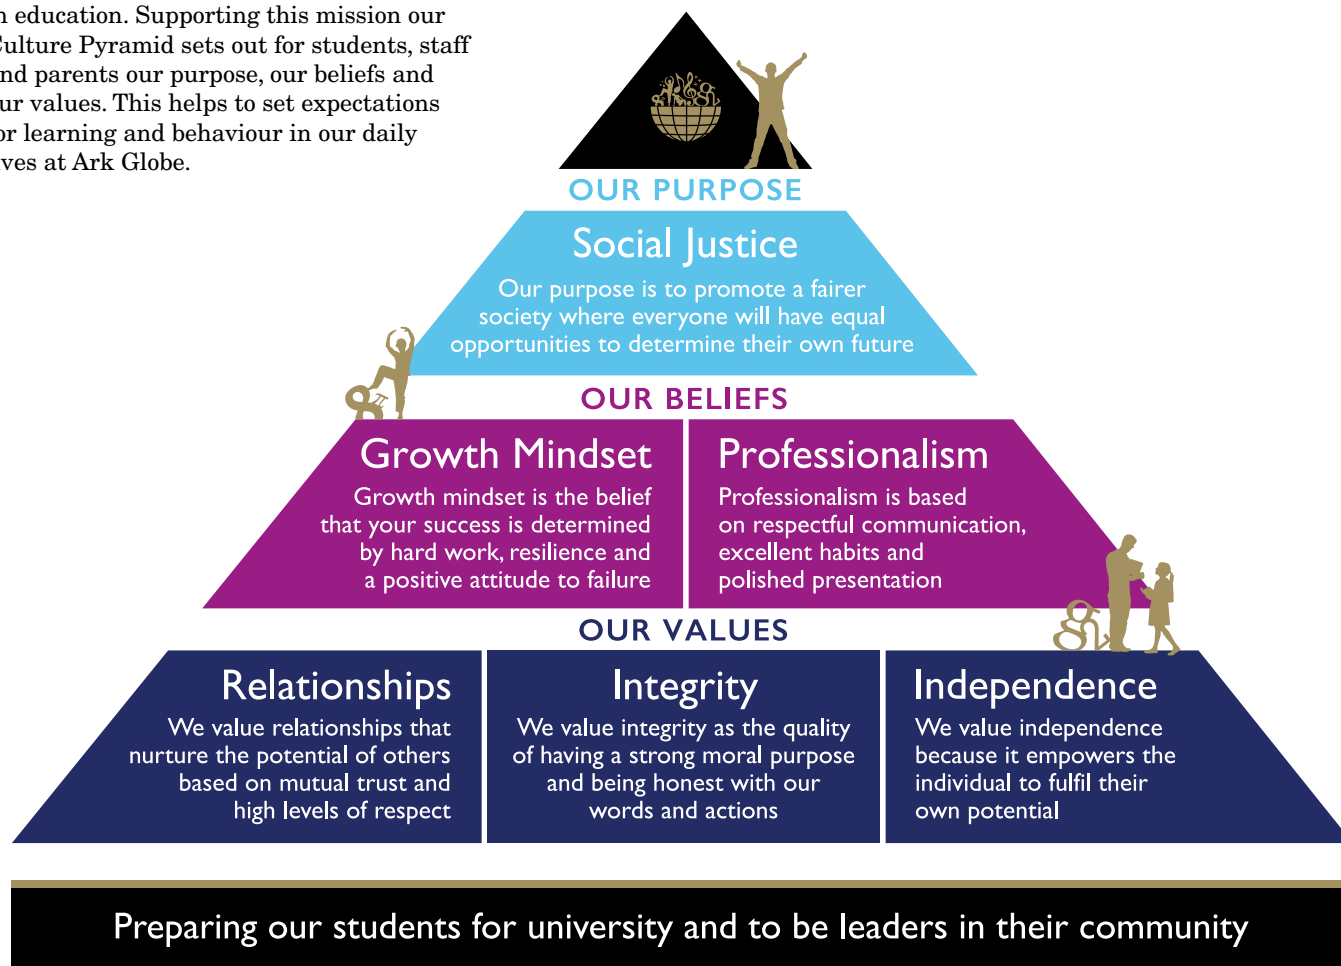 n education. Supporting this mission our
Culture Pyramid sets out for students, staff
nd parents our purpose, our beliefs and
ur values. This helps to set expectations
or learning and behaviour in our daily
ves at Ark Globe.
OUR PURPOSE
Social Justice
Our purpose is to promote a fairer
society where everyone will have equal
opportunities to determine their own future
OUR BELIEFS
Growth Mindset
Growth mindset is the belief
that your success is determined
by hard work, resilience and
a positive attitude to failure
Professionalism
Professionalism is based
on respectful communication,
excellent habits and
polished presentation
OUR VALUES
Relationships
We value relationships that
nurture the potential of others
based on mutual trust and
high levels of respect
Integrity
We value integrity as the quality
of having a strong moral purpose
and being honest with our
words and actions
Independence
We value independence
because it empowers the
individual to fulfil their
own potential
Preparing our students for university and to be leaders in their community